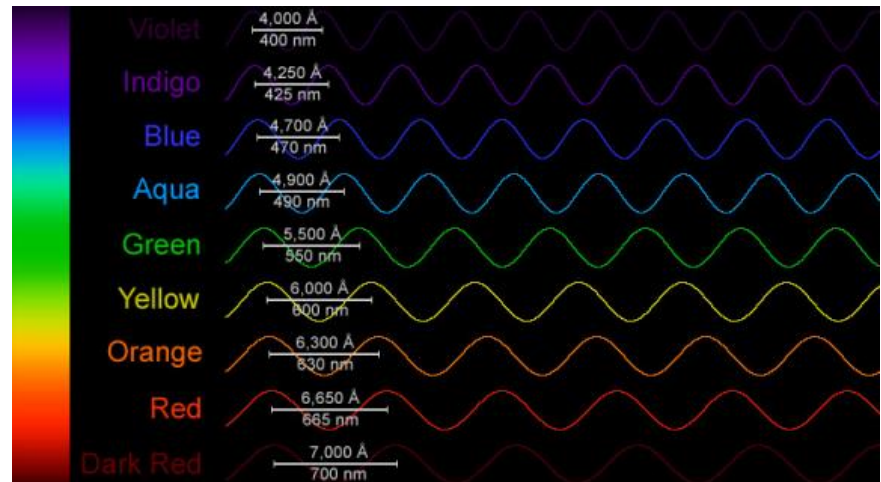 Violet
4,000 Å
400 nm
Indigo
4,250 Å
425 nm
Blue
4,700 Å
470 nm
Aqua
4,900 Å
490 nm
Green
5,500 Å
550 nm
Yellow
6,000 Å
600 nm
Orange
6,300 Å
630 nm
Red
6,650 Å
665 nm
Dark Red
7,000 Å
700 nm